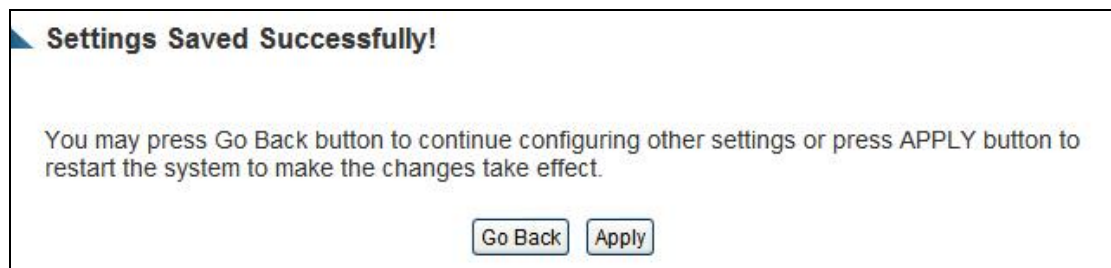 Settings Saved Successfully!
You may press Go Back button to continue configuring other settings or press APPLY button to
restart the system to make the changes take effect.
Go Back Apply